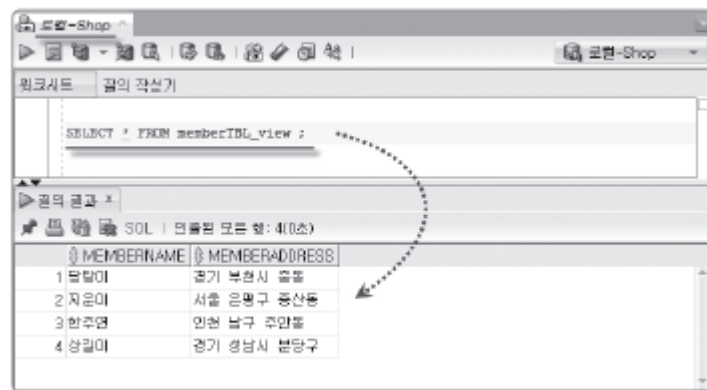 로컬-Shop
로컬-Shop
워크시트 질의 작성기
SELECT * FROM memberTBL_view ;
질의 결과 ×
SQL | 인출된 모든 행: 4(0초)
MEMBERNAME MEMBERADDRESS
1 당탕이 경기 부천시 중동
2 지운이 서울 은평구 증산동
3 한주연 인천 남구 주안동
4 상길이 경기 성남시 분당구